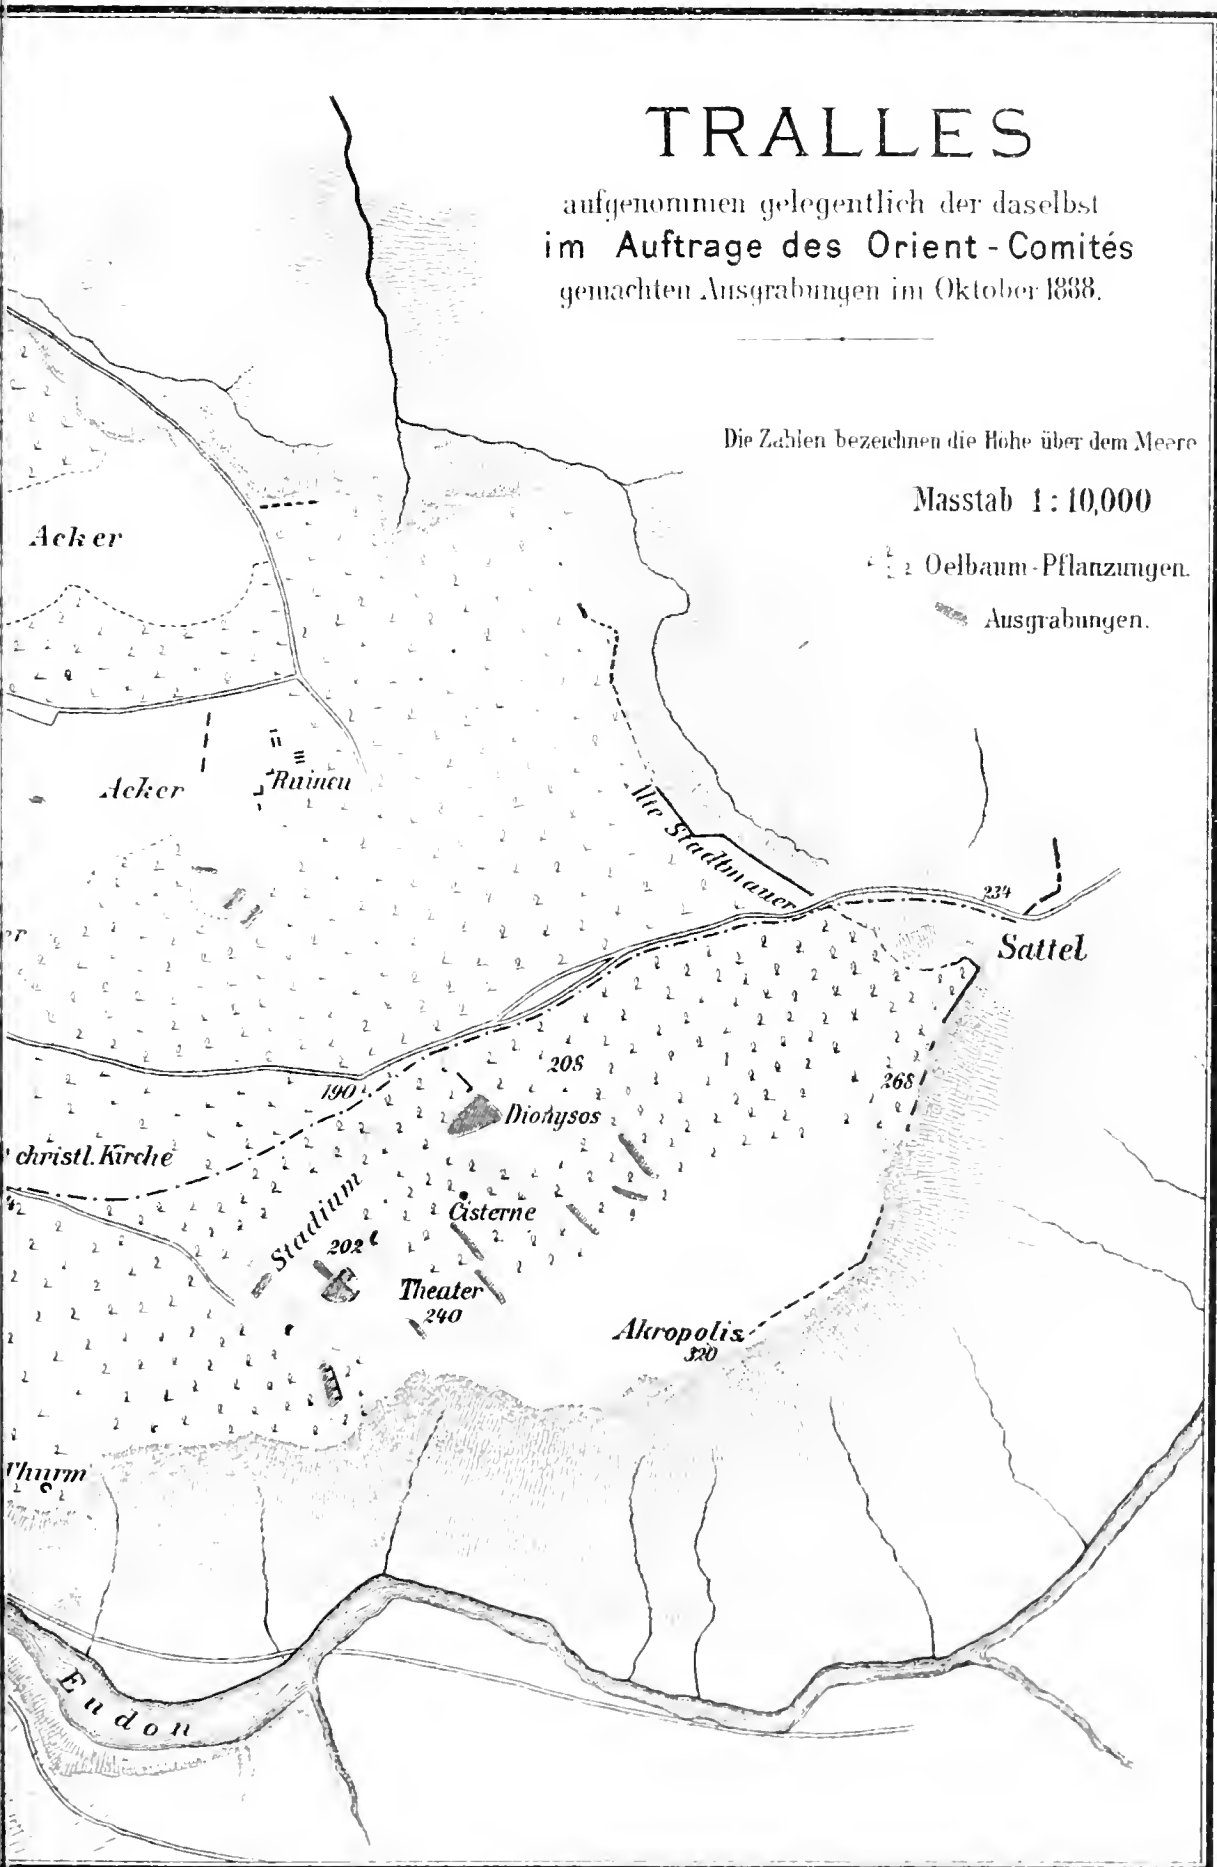 TRALLES
aufgenommen gelegentlich der daselbst
im Auftrage des Orient-Comités
gemachten Ausgrabungen im Oktober 1888.
Die Zahlen bezeichnen die Höhe über dem Meere
Masstab 1:10,000
Oelbaum-Pflanzungen.
Ausgrabungen.
Acker
Acker
Ruinen
Alte Stadtmauer
234
Sattel
208
190
268
Dionysos
christl. Kirche
Stadium
Cisterne
202
Theater
240
Akropolis
320
Thurm
Eudon